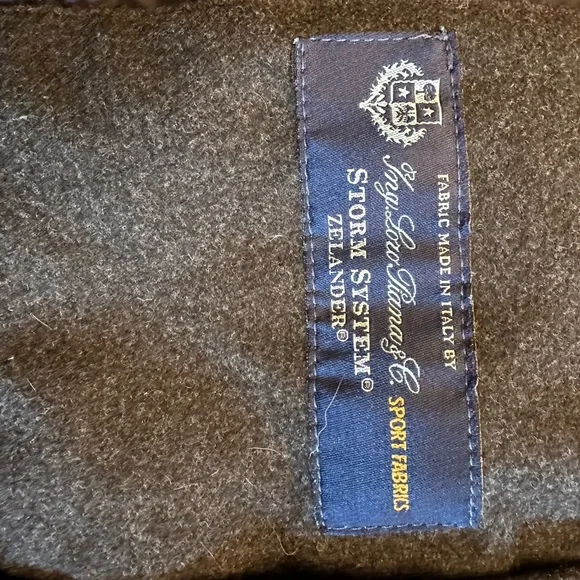 FABRIC MADE IN ITALY BY
Ing. Loro Piana & C. SPORT FABRICS
STORM SYSTEM®
ZELANDER®